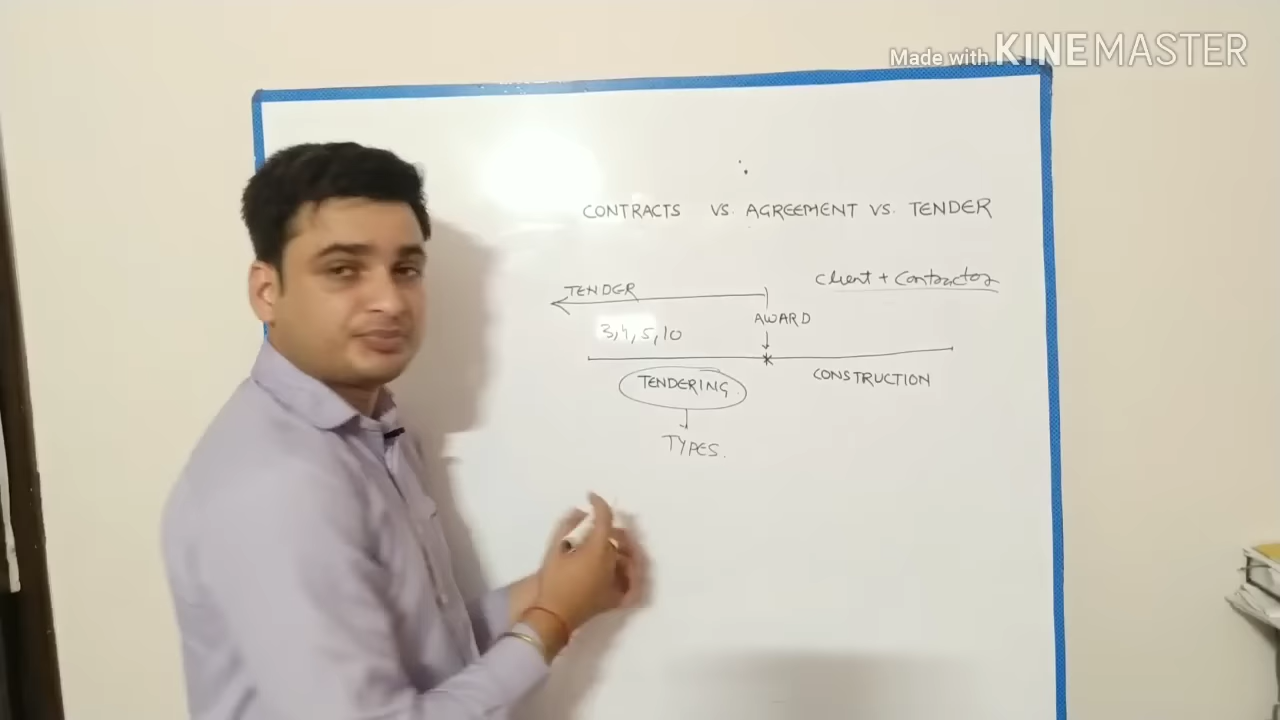 Made with KINEMASTER
CONTRACTS VS. AGREEMENT VS. TENDER
Client + Contractor
TENDER
AWARD
3,4,5,10
CONSTRUCTION
TENDERING
TYPES.